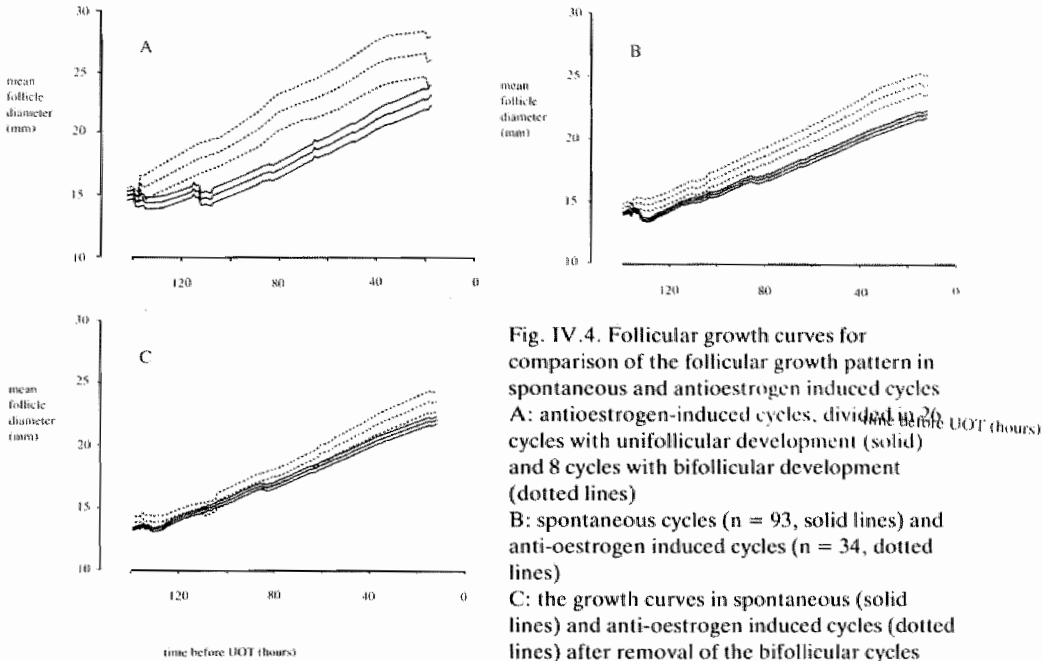 30
A
mean
follicle
diameter
(mm)
25
20
15
10
120
80
40
0
30
B
mean
follicle
diameter
(mm)
25
20
15
10
120
80
40
0
30
C
mean
follicle
diameter
(mm)
25
20
15
10
120
80
40
0
time before UOT (hours)
Fig. IV.4. Follicular growth curves for
comparison of the follicular growth pattern in
spontaneous and antioestrogen induced cycles
A: antioestrogen-induced cycles, divided in 26
time before UOT (hours)
cycles with unifollicular development (solid)
and 8 cycles with bifollicular development
(dotted lines)
B: spontaneous cycles (n = 93, solid lines) and
anti-oestrogen induced cycles (n = 34, dotted
lines)
C: the growth curves in spontaneous (solid
lines) and anti-oestrogen induced cycles (dotted
lines) after removal of the bifollicular cycles